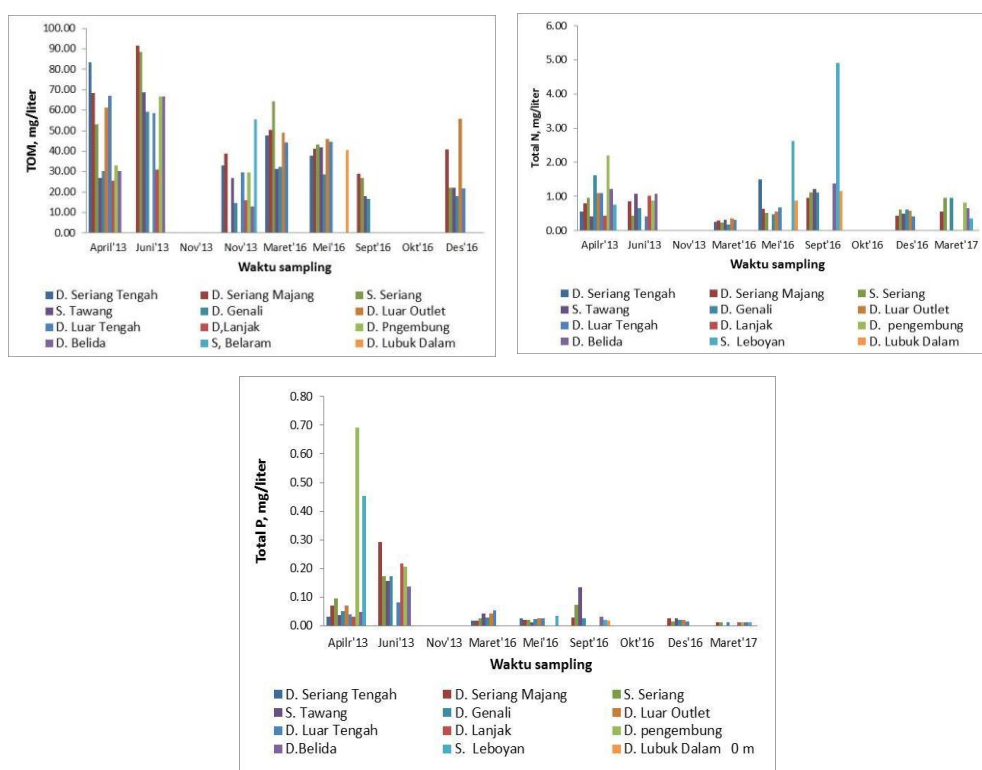 100.00
90.00
80.00
70.00
60.00
50.00
40.00
30.00
20.00
10.00
0.00
TOM, mg/liter
April'13 Juni'13 Nov'13 Nov'13 Maret'16 Mei'16 Sept'16 Okt'16 Des'16
Waktu sampling
D. Seriang Tengah D. Seriang Majang S. Seriang
S. Tawang D. Genali D. Luar Outlet
D. Luar Tengah D,Lanjak D. Pngembung
D. Belida S, Belaram D. Lubuk Dalam
6.00
5.00
4.00
3.00
2.00
1.00
0.00
Total N, mg/liter
Apilr'13 Juni'13 Nov'13 Maret'16 Mei'16 Sept'16 Okt'16 Des'16 Maret'17
Waktu sampling
D. Seriang Tengah D. Seriang Majang S. Seriang
S. Tawang D. Genali D. Luar Outlet
D. Luar Tengah D. Lanjak D. pengembung
D. Belida S. Leboyan D. Lubuk Dalam
0.80
0.70
0.60
0.50
0.40
0.30
0.20
0.10
0.00
Total P, mg/liter
Apilr'13 Juni'13 Nov'13 Maret'16 Mei'16 Sept'16 Okt'16 Des'16 Maret'17
Waktu sampling
D. Seriang Tengah D. Seriang Majang S. Seriang
S. Tawang D. Genali D. Luar Outlet
D. Luar Tengah D. Lanjak D. pengembung
D.Belida S. Leboyan D. Lubuk Dalam 0 m